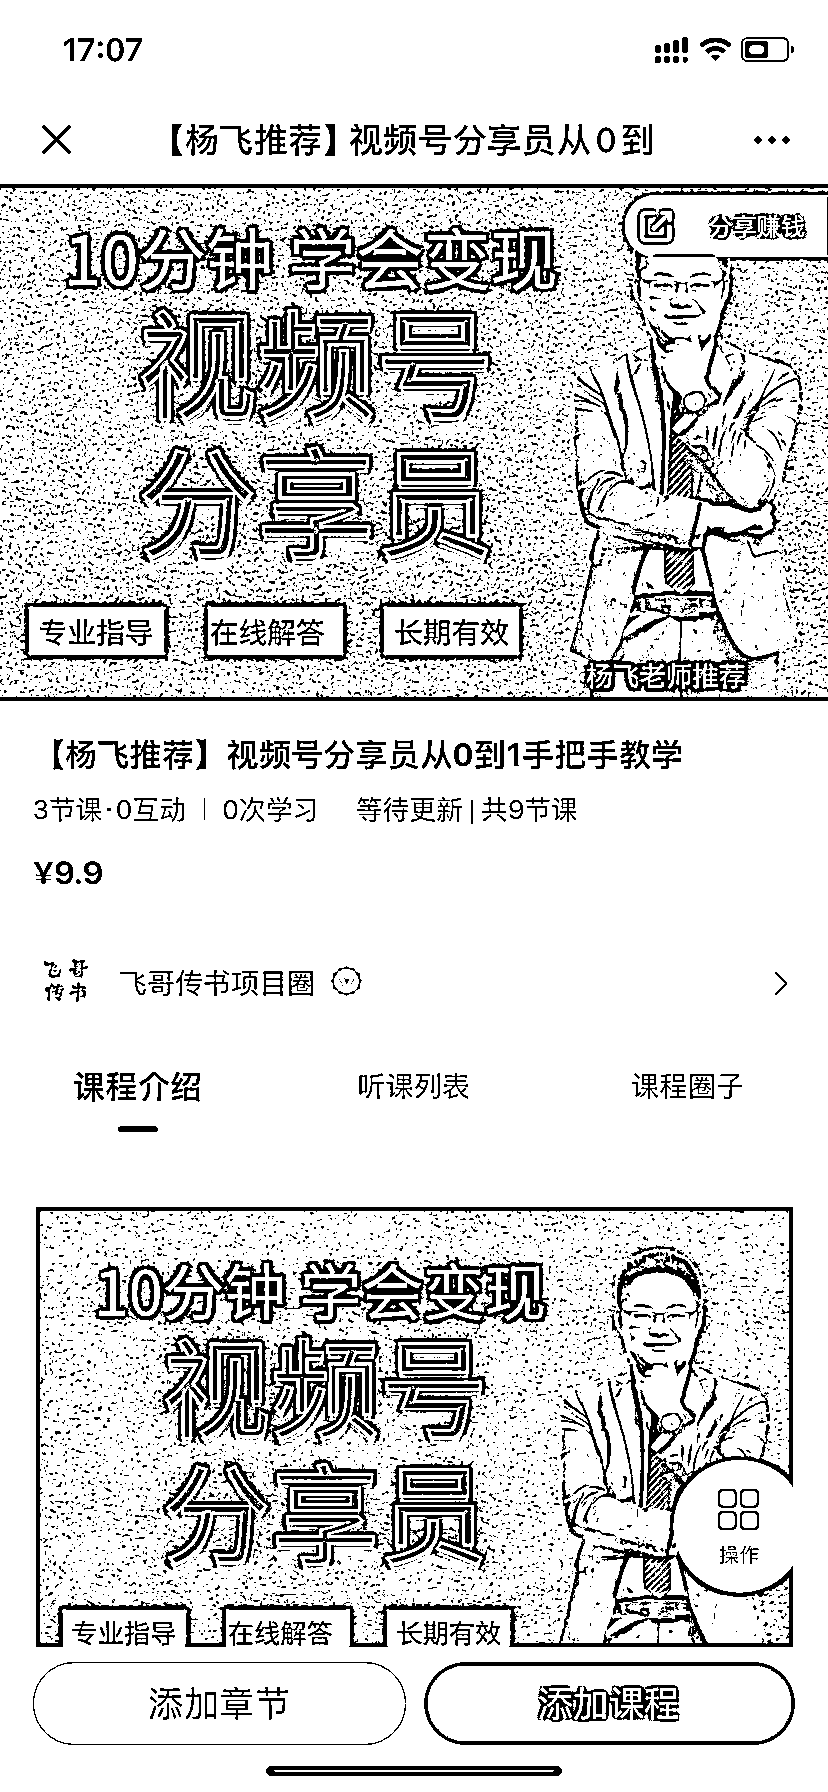 17:07
【杨飞推荐】视频号分享员从0到
分享赚钱
10分钟 学会变现
视频号
分享员
专业指导 在线解答 长期有效
杨飞老师推荐
【杨飞推荐】视频号分享员从0到1手把手教学
3节课·0互动 | 0次学习 等待更新 | 共9节课
¥9.9
飞哥传书
飞哥传书项目圈
课程介绍 听课列表 课程圈子
10分钟 学会变现
视频号
分享员
操作
专业指导 在线解答 长期有效
添加章节 添加课程